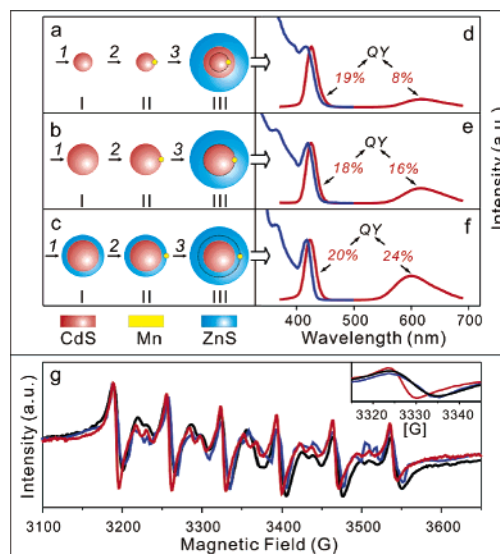 a
1 2 3
I II III
d
QY
19% 8%
b
1 2 3
I II III
e
QY
18% 16%
c
1 2 3
I II III
f
QY
20% 24%
Intensity (a.u.)
400 500 600 700
Wavelength (nm)
CdS Mn ZnS
g
Intensity (a.u.)
3320 3330 3340
[G]
3100 3200 3300 3400 3500 3600
Magnetic Field (G)